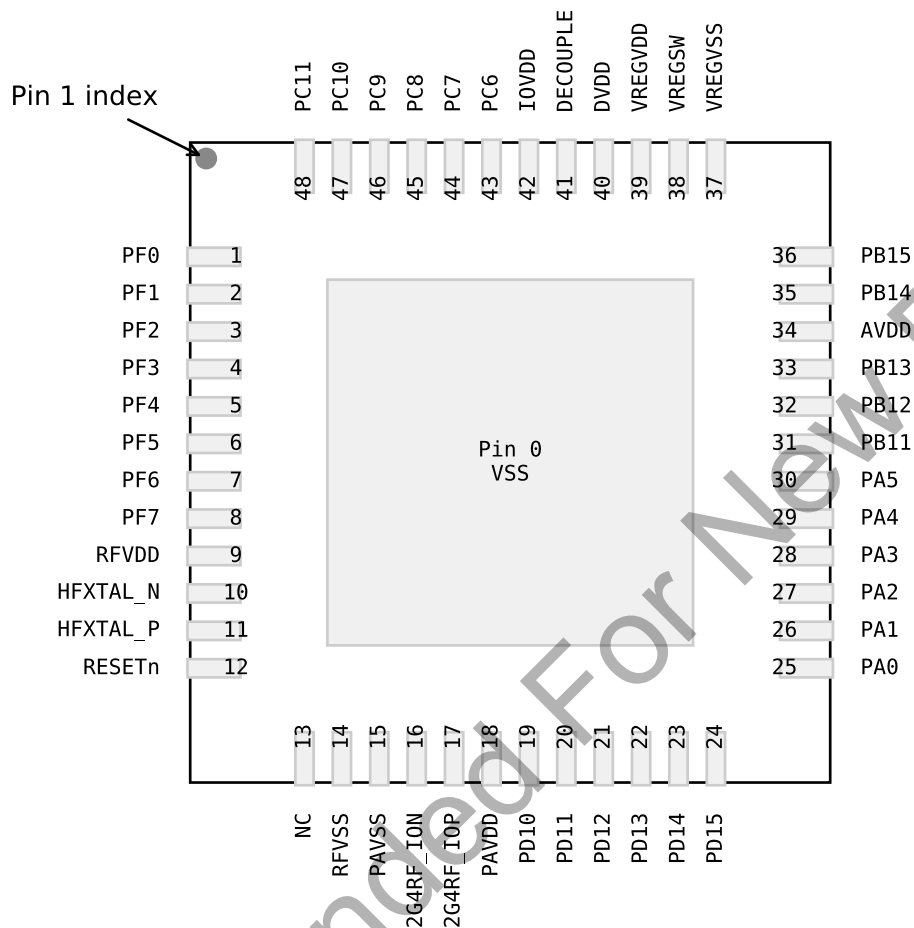 PC11 PC10 PC9 PC8 PC7 PC6 IOVDD DECOUPLE DVDD VREGVDD VREGSW VREGVSS
Pin 1 index
48 47 46 45 44 43 42 41 40 39 38 37
PF0 1 36 PB15
PF1 2 35 PB14
PF2 3 34 AVDD
PF3 4 33 PB13
PF4 5 32 PB12
PF5 6 31 PB11
Pin 0
VSS
PF6 7 30 PA5
PF7 8 29 PA4
RFVDD 9 28 PA3
HFXTAL_N 10 27 PA2
HFXTAL_P 11 26 PA1
RESETn 12 25 PA0
13 14 15 16 17 18 19 20 21 22 23 24
NC RFVSS PAVSS 2G4RF_ION 2G4RF_IOP PAVDD PD10 PD11 PD12 PD13 PD14 PD15
nded For New